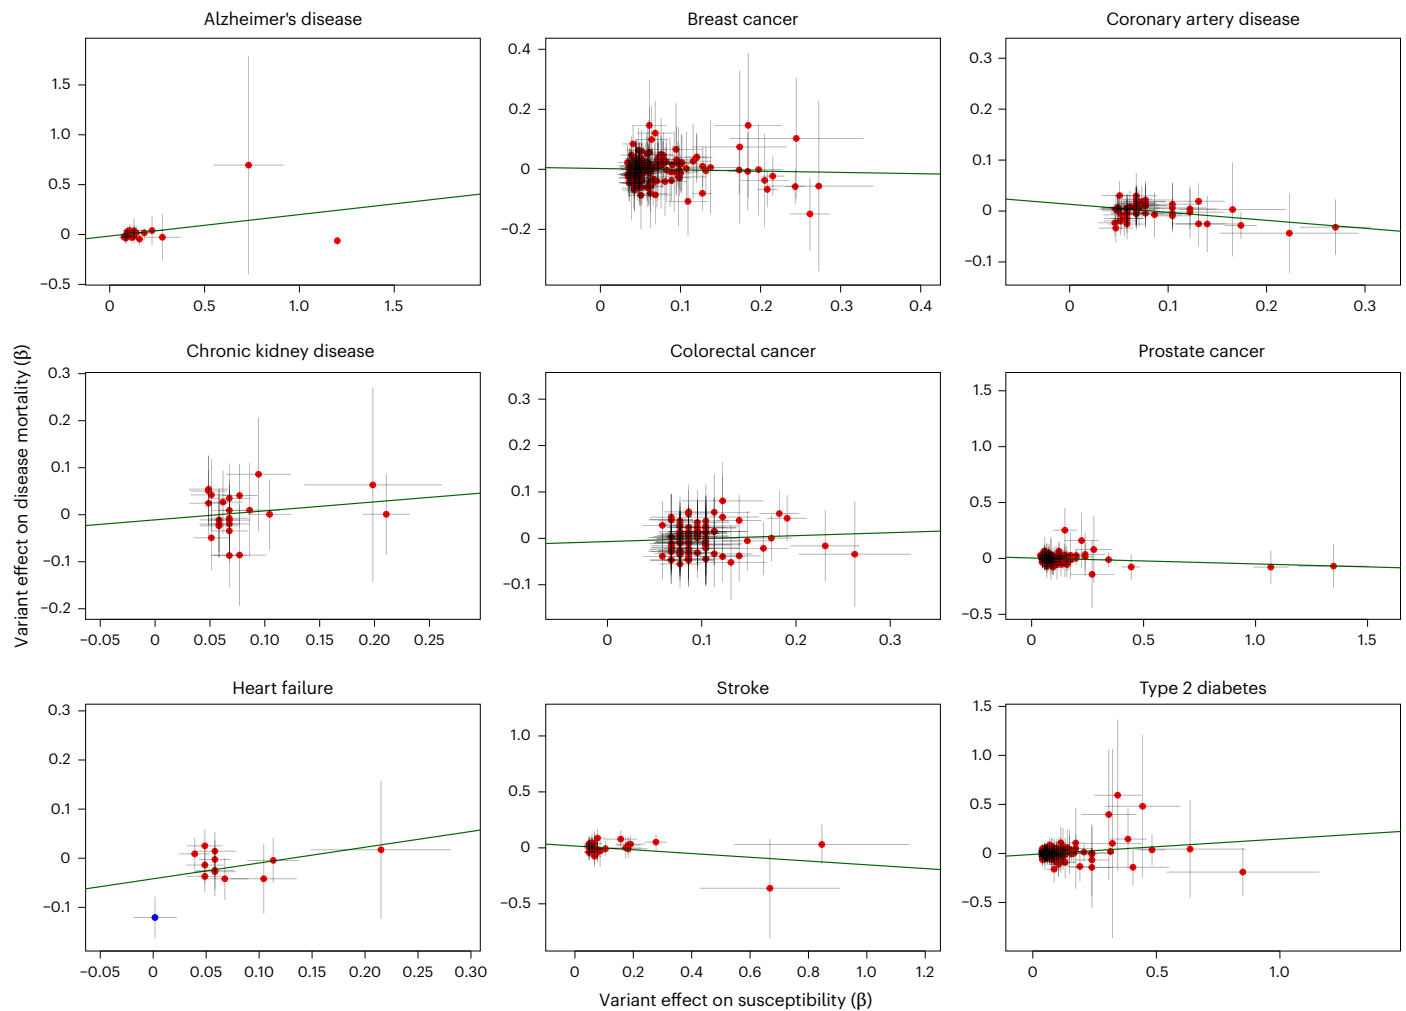 Alzheimer's disease
1.5
1.0
0.5
0
−0.5
0 0.5 1.0 1.5
Breast cancer
0.4
0.2
0
−0.2
0 0.1 0.2 0.3 0.4
Coronary artery disease
0.3
0.2
0.1
0
−0.1
0 0.1 0.2 0.3
Variant effect on disease mortality (β)
Chronic kidney disease
0.3
0.2
0.1
0
−0.1
−0.2
−0.05 0 0.05 0.10 0.15 0.20 0.25
Colorectal cancer
0.3
0.2
0.1
0
−0.1
0 0.1 0.2 0.3
Prostate cancer
1.5
1.0
0.5
0
−0.5
0 0.5 1.0 1.5
Heart failure
0.3
0.2
0.1
0
−0.1
−0.05 0 0.05 0.10 0.15 0.20 0.25 0.30
Stroke
1.0
0.5
0
−0.5
0 0.2 0.4 0.6 0.8 1.0 1.2
Type 2 diabetes
1.5
1.0
0.5
0
−0.5
0 0.5 1.0
Variant effect on susceptibility (β)